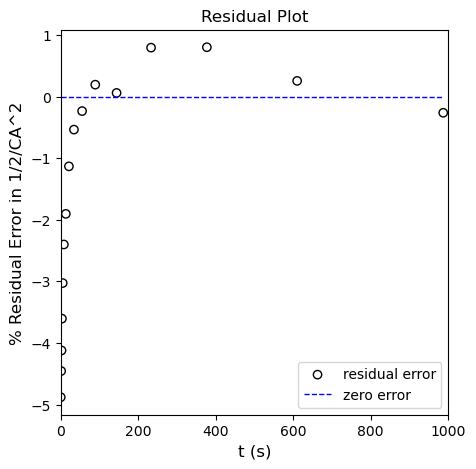 Residual Plot
% Residual Error in 1/2/CA^2
1
0
−1
−2
−3
−4
−5
0
200
400
600
800
1000
t (s)
residual error
zero error